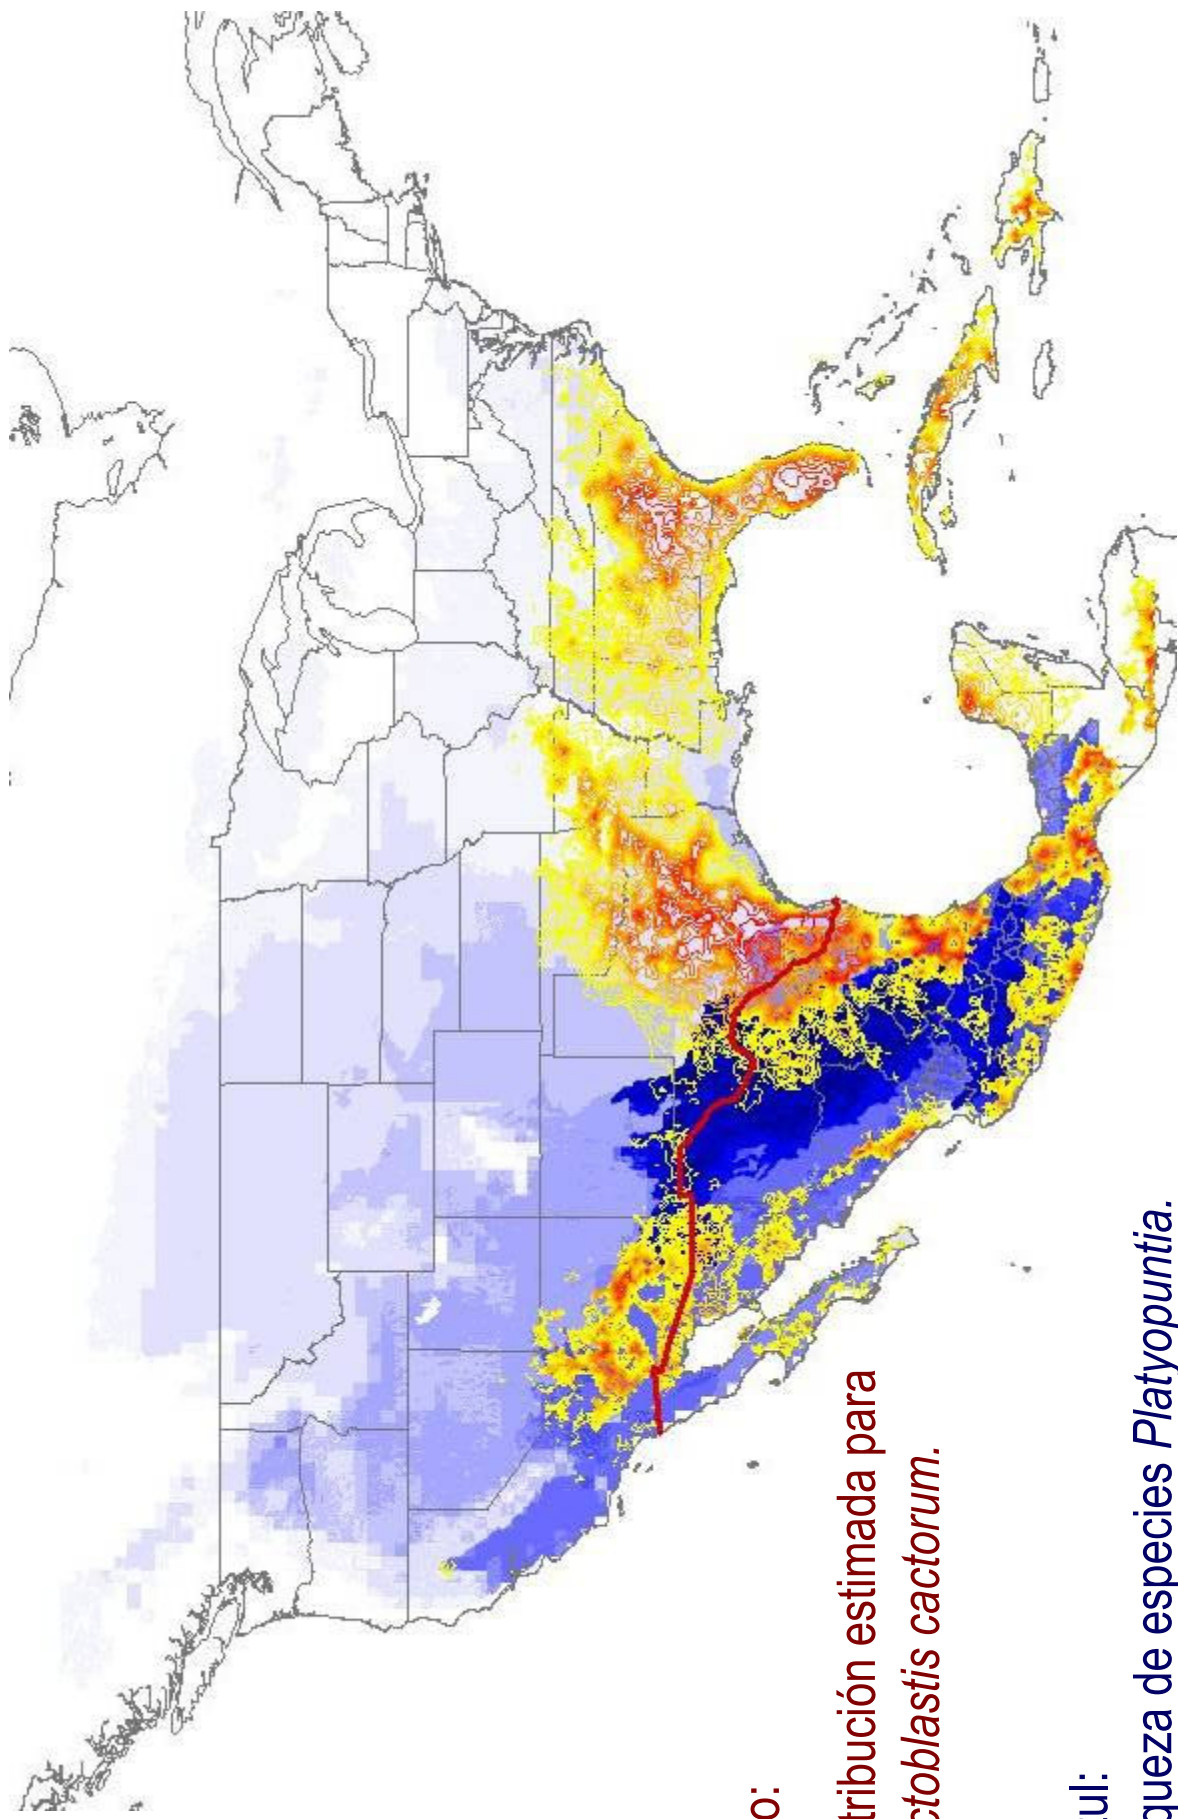 o:
tribución estimada para
ctoblastis cactorum.
ul:
queza de especies Platyopuntia.